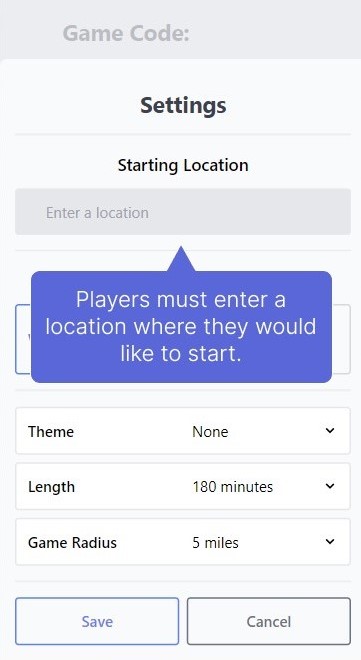 Game Code:
Settings
Starting Location
Enter a location
Players must enter a
location where they would
like to start.
Theme None
Length 180 minutes
Game Radius 5 miles
Save Cancel